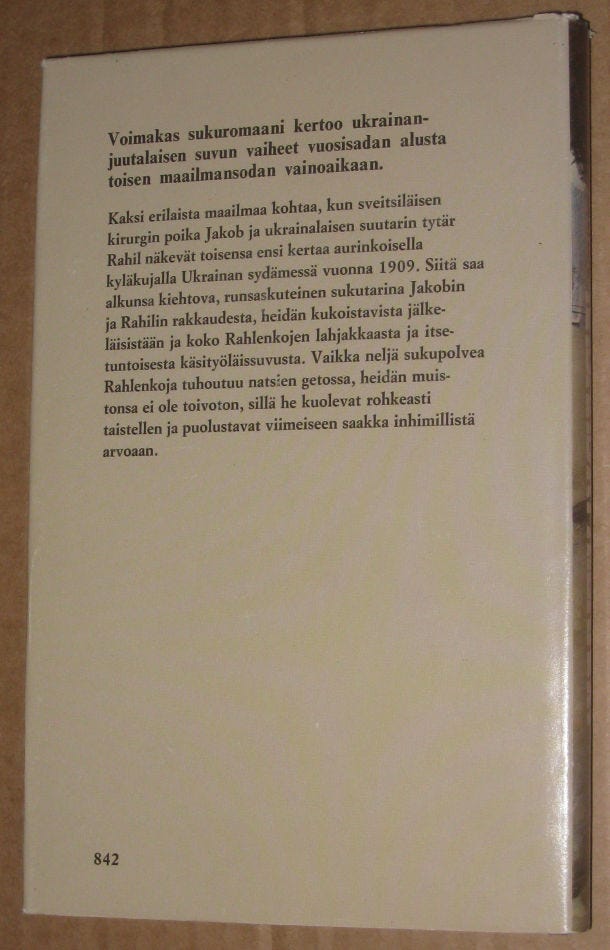 Voimakas sukuromaani kertoo ukrainan-
juutalaisen suvun vaiheet vuosisadan alusta
toisen maailmansodan vainoaikaan.
Kaksi erilaista maailmaa kohtaa, kun sveitsiläisen
kirurgin poika Jakob ja ukrainalaisen suutarin tytär
Rahil näkevät toisensa ensi kertaa aurinkoisella
kyläkujalla Ukrainan sydämessä vuonna 1909. Siitä saa
alkunsa kiehtova, runsaskuteinen sukutarina Jakobin
ja Rahilin rakkaudesta, heidän kukoistavista jälke-
läisistään ja koko Rahlenkojen lahjakkaasta ja itse-
tuntoisesta käsityöläissuvusta. Vaikka neljä sukupolvea
Rahlenkoja tuhoutuu natsien getossa, heidän muis-
tonsa ei ole toivoton, sillä he kuolevat rohkeasti
taistellen ja puolustavat viimeiseen saakka inhimillistä
arvoaan.
842